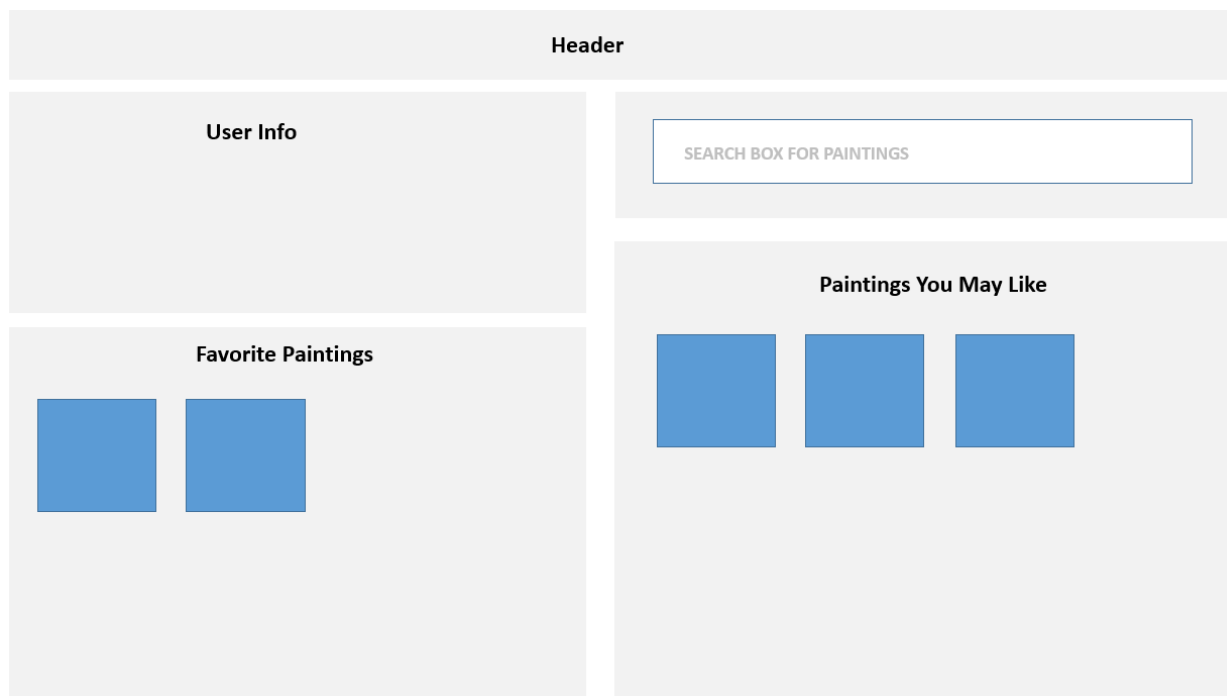 Header
User Info
SEARCH BOX FOR PAINTINGS
Paintings You May Like
Favorite Paintings